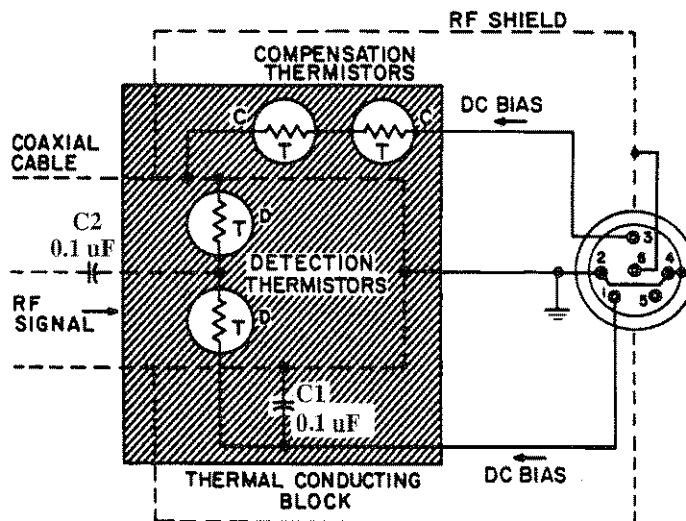 RF SHIELD
COMPENSATION
THERMISTORS
DC BIAS
C
C
T
T
COAXIAL
CABLE
D
T
C2
0.1 uF
DETECTION
THERMISTORS
RF
SIGNAL
D
T
3
2
6
4
1
5
C1
0.1 uF
DC BIAS
THERMAL CONDUCTING
BLOCK